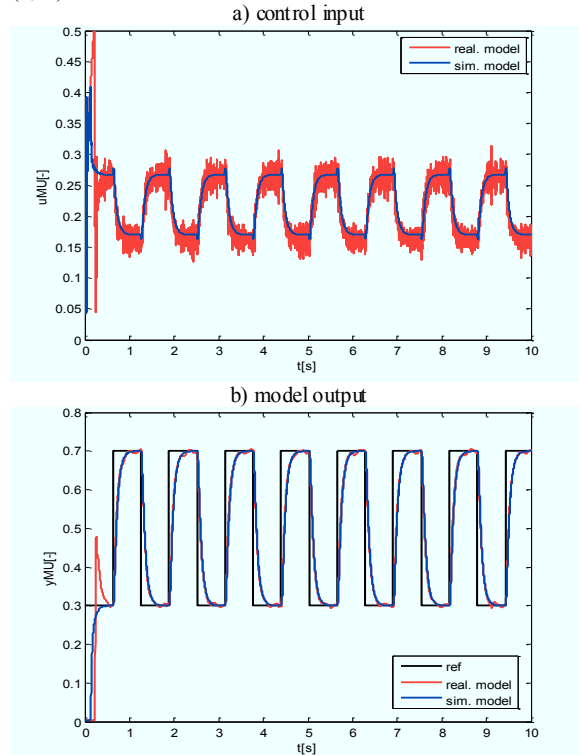 a) control input
0.5
0.45
0.4
0.35
0.3
0.25
0.2
0.15
0.1
0.05
0
uMU[-]
real. model
sim. model
0 1 2 3 4 5 6 7 8 9 10
t[s]
b) model output
0.8
0.7
0.6
0.5
0.4
0.3
0.2
0.1
0
yMU[-]
ref
real. model
sim. model
0 1 2 3 4 5 6 7 8 9 10
t[s]